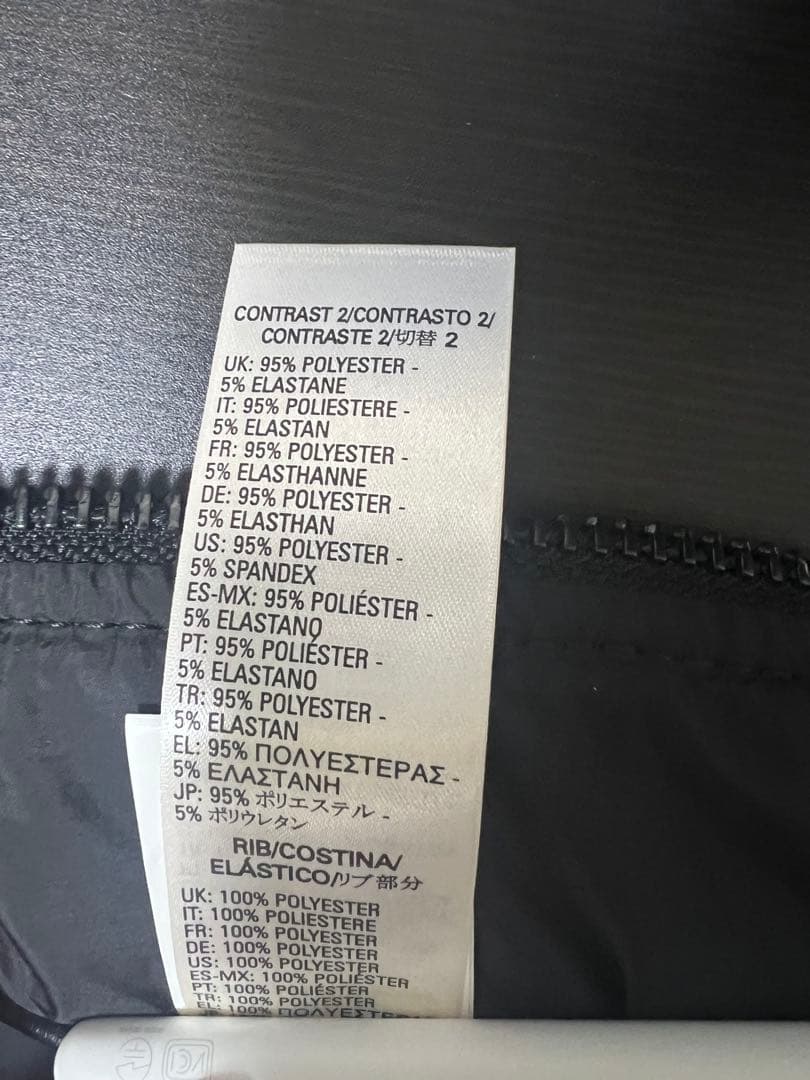 CONTRAST 2/CONTRASTO 2/
CONTRASTE 2/切替 2
UK: 95% POLYESTER -
5% ELASTANE
IT: 95% POLIESTERE -
5% ELASTAN
FR: 95% POLYESTER -
5% ELASTHANNE
DE: 95% POLYESTER -
5% ELASTHAN
US: 95% POLYESTER -
5% SPANDEX
ES-MX: 95% POLIÉSTER -
5% ELASTANO
PT: 95% POLIÉSTER -
5% ELASTANO
TR: 95% POLYESTER -
5% ELASTAN
EL: 95% ΠΟΛΥΕΣΤΕΡΑΣ -
5% ΕΛΑΣΤΑΝΗ
JP: 95% ポリエステル -
5% ポリウレタン
RIB/COSTINA/
ELÁSTICO/リブ部分
UK: 100% POLYESTER
IT: 100% POLIESTERE
FR: 100% POLYESTER
DE: 100% POLYESTER
US: 100% POLYESTER
ES-MX: 100% POLIÉSTER
PT: 100% POLIÉSTER
TR: 100% POLYESTER
EL: 100% ΠΟΛΥΕΣΤΕΡΑΣ
VCI